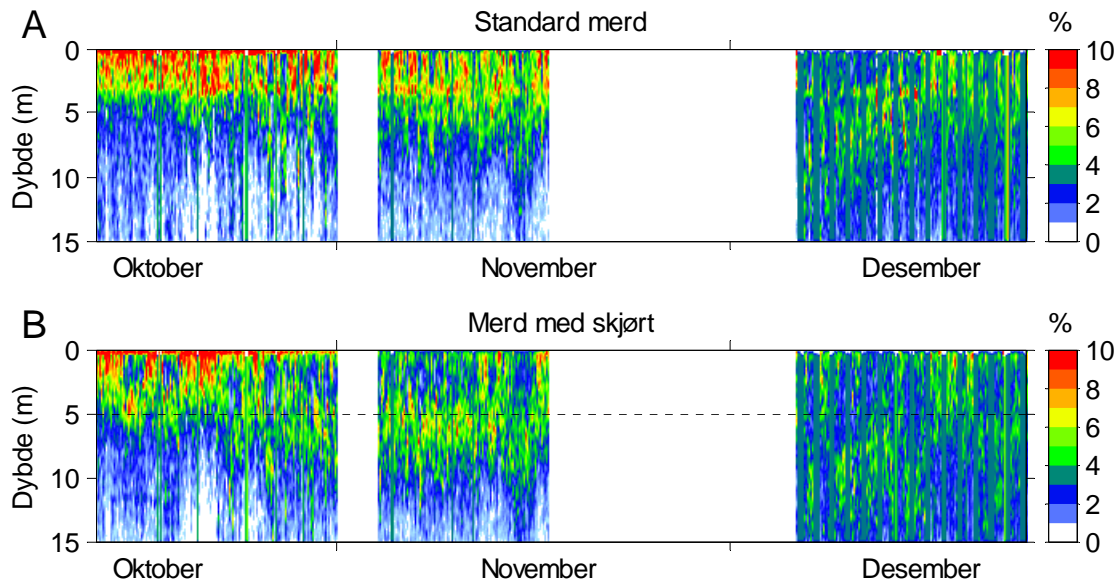 A Standard merd %
0 5 10 15
Dybde (m)
10 8 6 4 2 0
Oktober November Desember
B Merd med skjørt %
0 5 10 15
Dybde (m)
10 8 6 4 2 0
Oktober November Desember